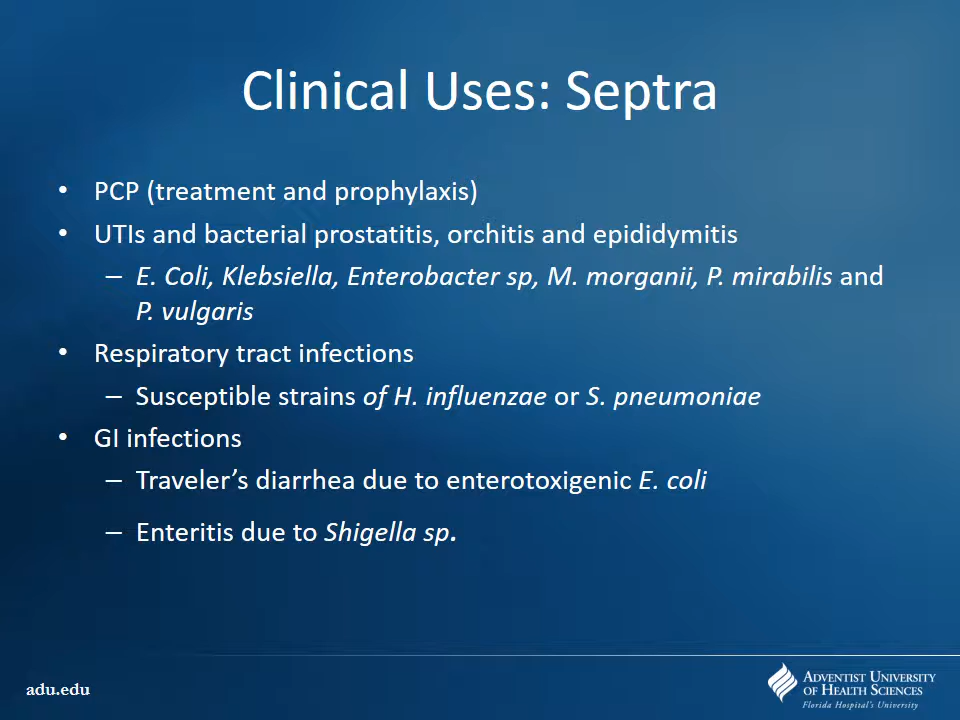 Clinical Uses: Septra
• PCP (treatment and prophylaxis)
• UTIs and bacterial prostatitis, orchitis and epididymitis
– E. Coli, Klebsiella, Enterobacter sp, M. morganii, P. mirabilis and
P. vulgaris
• Respiratory tract infections
– Susceptible strains of H. influenzae or S. pneumoniae
• GI infections
– Traveler’s diarrhea due to enterotoxigenic E. coli
– Enteritis due to Shigella sp.
adu.edu
ADVENTIST UNIVERSITY
OF HEALTH SCIENCES
Florida Hospital's University